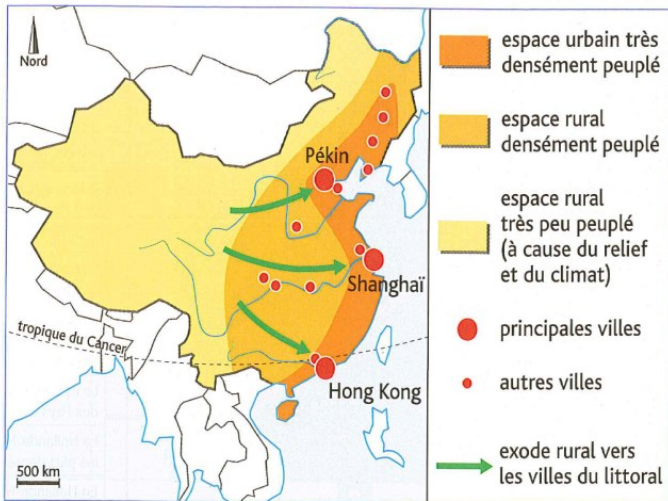 Nord
Pékin
Shanghaï
tropique du Cancer
Hong Kong
500 km
espace urbain très
densément peuplé
espace rural
densément peuplé
espace rural
très peu peuplé
(à cause du relief
et du climat)
principales villes
autres villes
exode rural vers
les villes du littoral